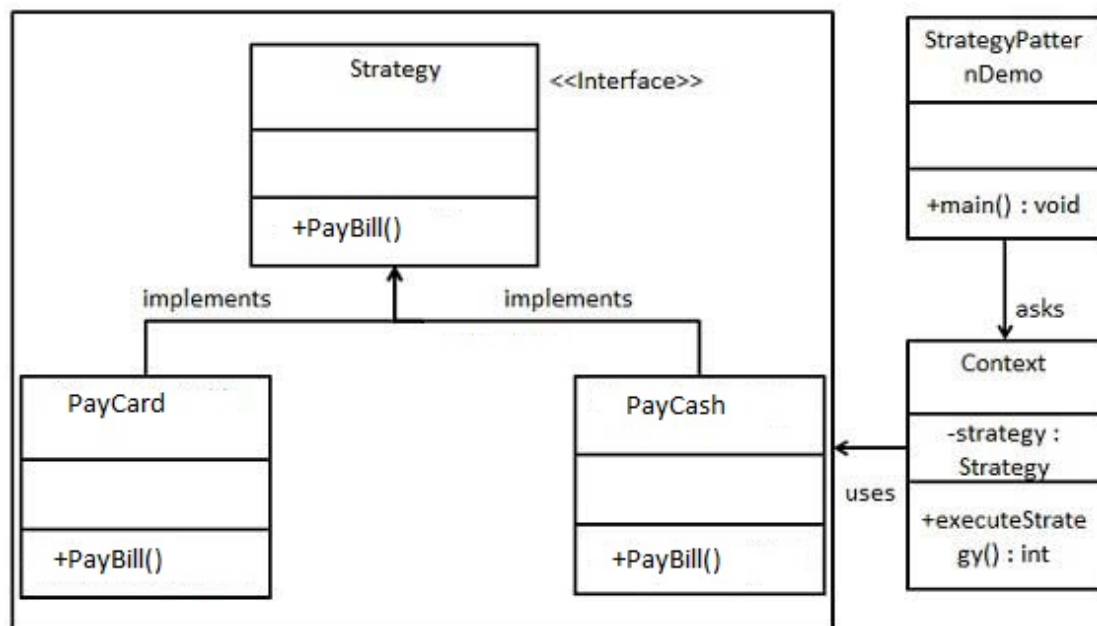 Strategy
<<Interface>>
+PayBill()
implements
implements
PayCard
+PayBill()
PayCash
+PayBill()
StrategyPatter
nDemo
+main() : void
asks
Context
-strategy :
Strategy
+executeStrate
gy() : int
uses